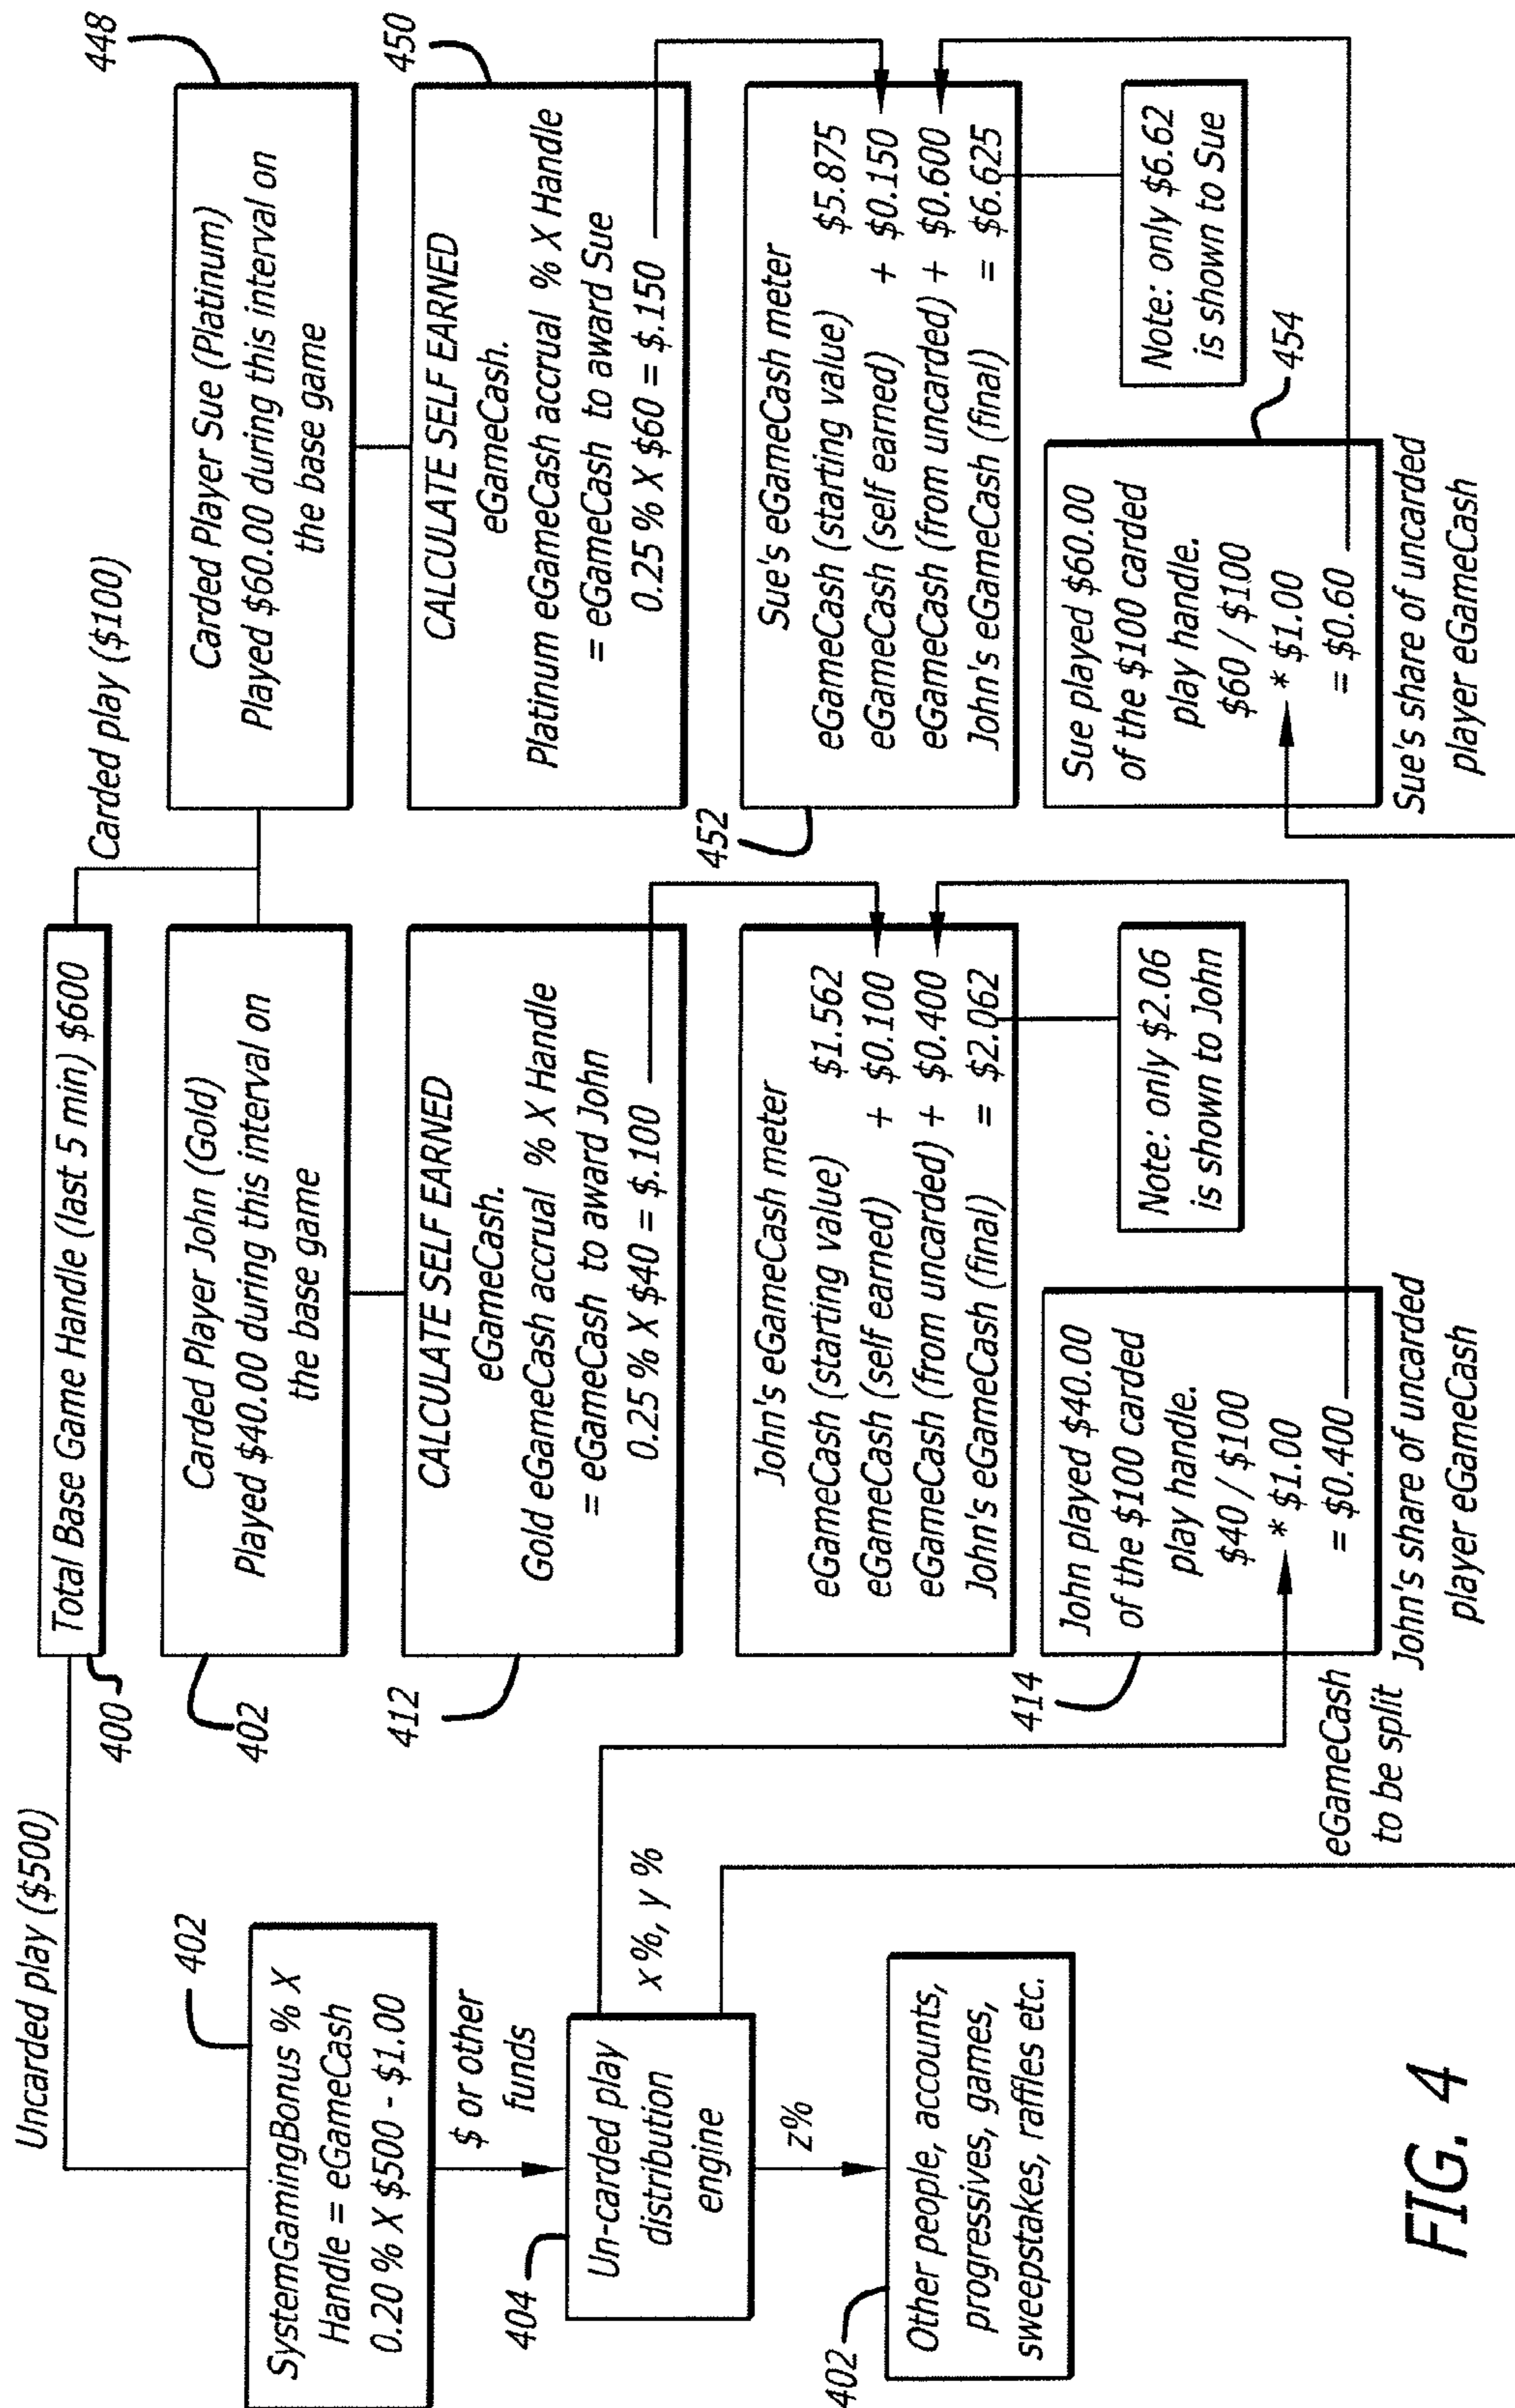 Uncarded play ($500)
Total Base Game Handle (last 5 min) $600
400
Carded play ($100)
402
SystemGamingBonus % X
Handle = eGameCash
0.20 % X $500 - $1.00
$ or other
funds
404
Un-carded play
distribution
engine
x%, y %
z%
402
Other people, accounts,
progressives, games,
sweepstakes, raffles etc.
402
Carded Player John (Gold)
Played $40.00 during this interval on
the base game
412
CALCULATE SELF EARNED
eGameCash.
Gold eGameCash accrual % X Handle
= eGameCash to award John
0.25 % X $40 = $.100
John's eGameCash meter
eGameCash (starting value) $1.562
eGameCash (self earned) + $0.100
eGameCash (from uncarded) + $0.400
John's eGameCash (final) = $2.062
Note: only $2.06
is shown to John
414
John played $40.00
of the $100 carded
play handle.
$40 / $100
* $1.00
= $0.400
eGameCash
to be split
John's share of uncarded
player eGameCash
448
Carded Player Sue (Platinum)
Played $60.00 during this interval on
the base game
450
CALCULATE SELF EARNED
eGameCash.
Platinum eGameCash accrual % X Handle
= eGameCash to award Sue
0.25 % X $60 = $.150
452
Sue's eGameCash meter
eGameCash (starting value) $5.875
eGameCash (self earned) + $0.150
eGameCash (from uncarded) + $0.600
John's eGameCash (final) = $6.625
Note: only $6.62
is shown to Sue
454
Sue played $60.00
of the $100 carded
play handle.
$60 / $100
* $1.00
= $0.60
Sue's share of uncarded
player eGameCash
FIG. 4